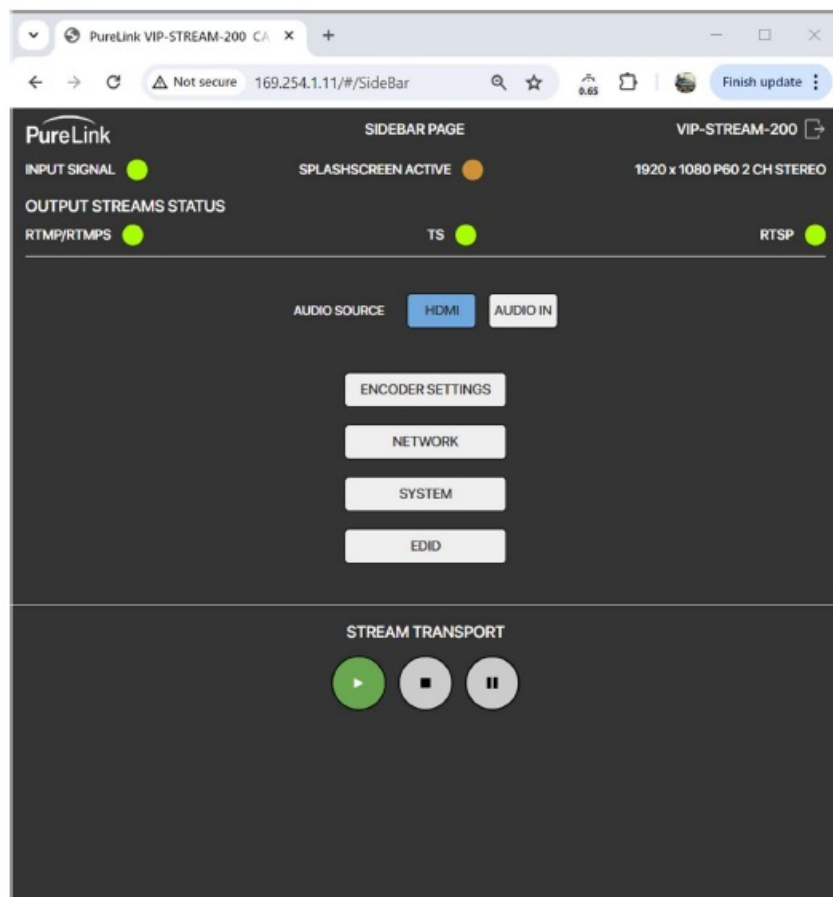 PureLink VIP-STREAM-200 CA
Not secure 169.254.1.11/#/SideBar 0.65 Finish update
PureLink SIDEBAR PAGE VIP-STREAM-200
INPUT SIGNAL SPLASHSCREEN ACTIVE 1920 x 1080 P60 2 CH STEREO
OUTPUT STREAMS STATUS
RTMP/RTMPS TS RTSP
AUDIO SOURCE HDMI AUDIO IN
ENCODER SETTINGS
NETWORK
SYSTEM
EDID
STREAM TRANSPORT